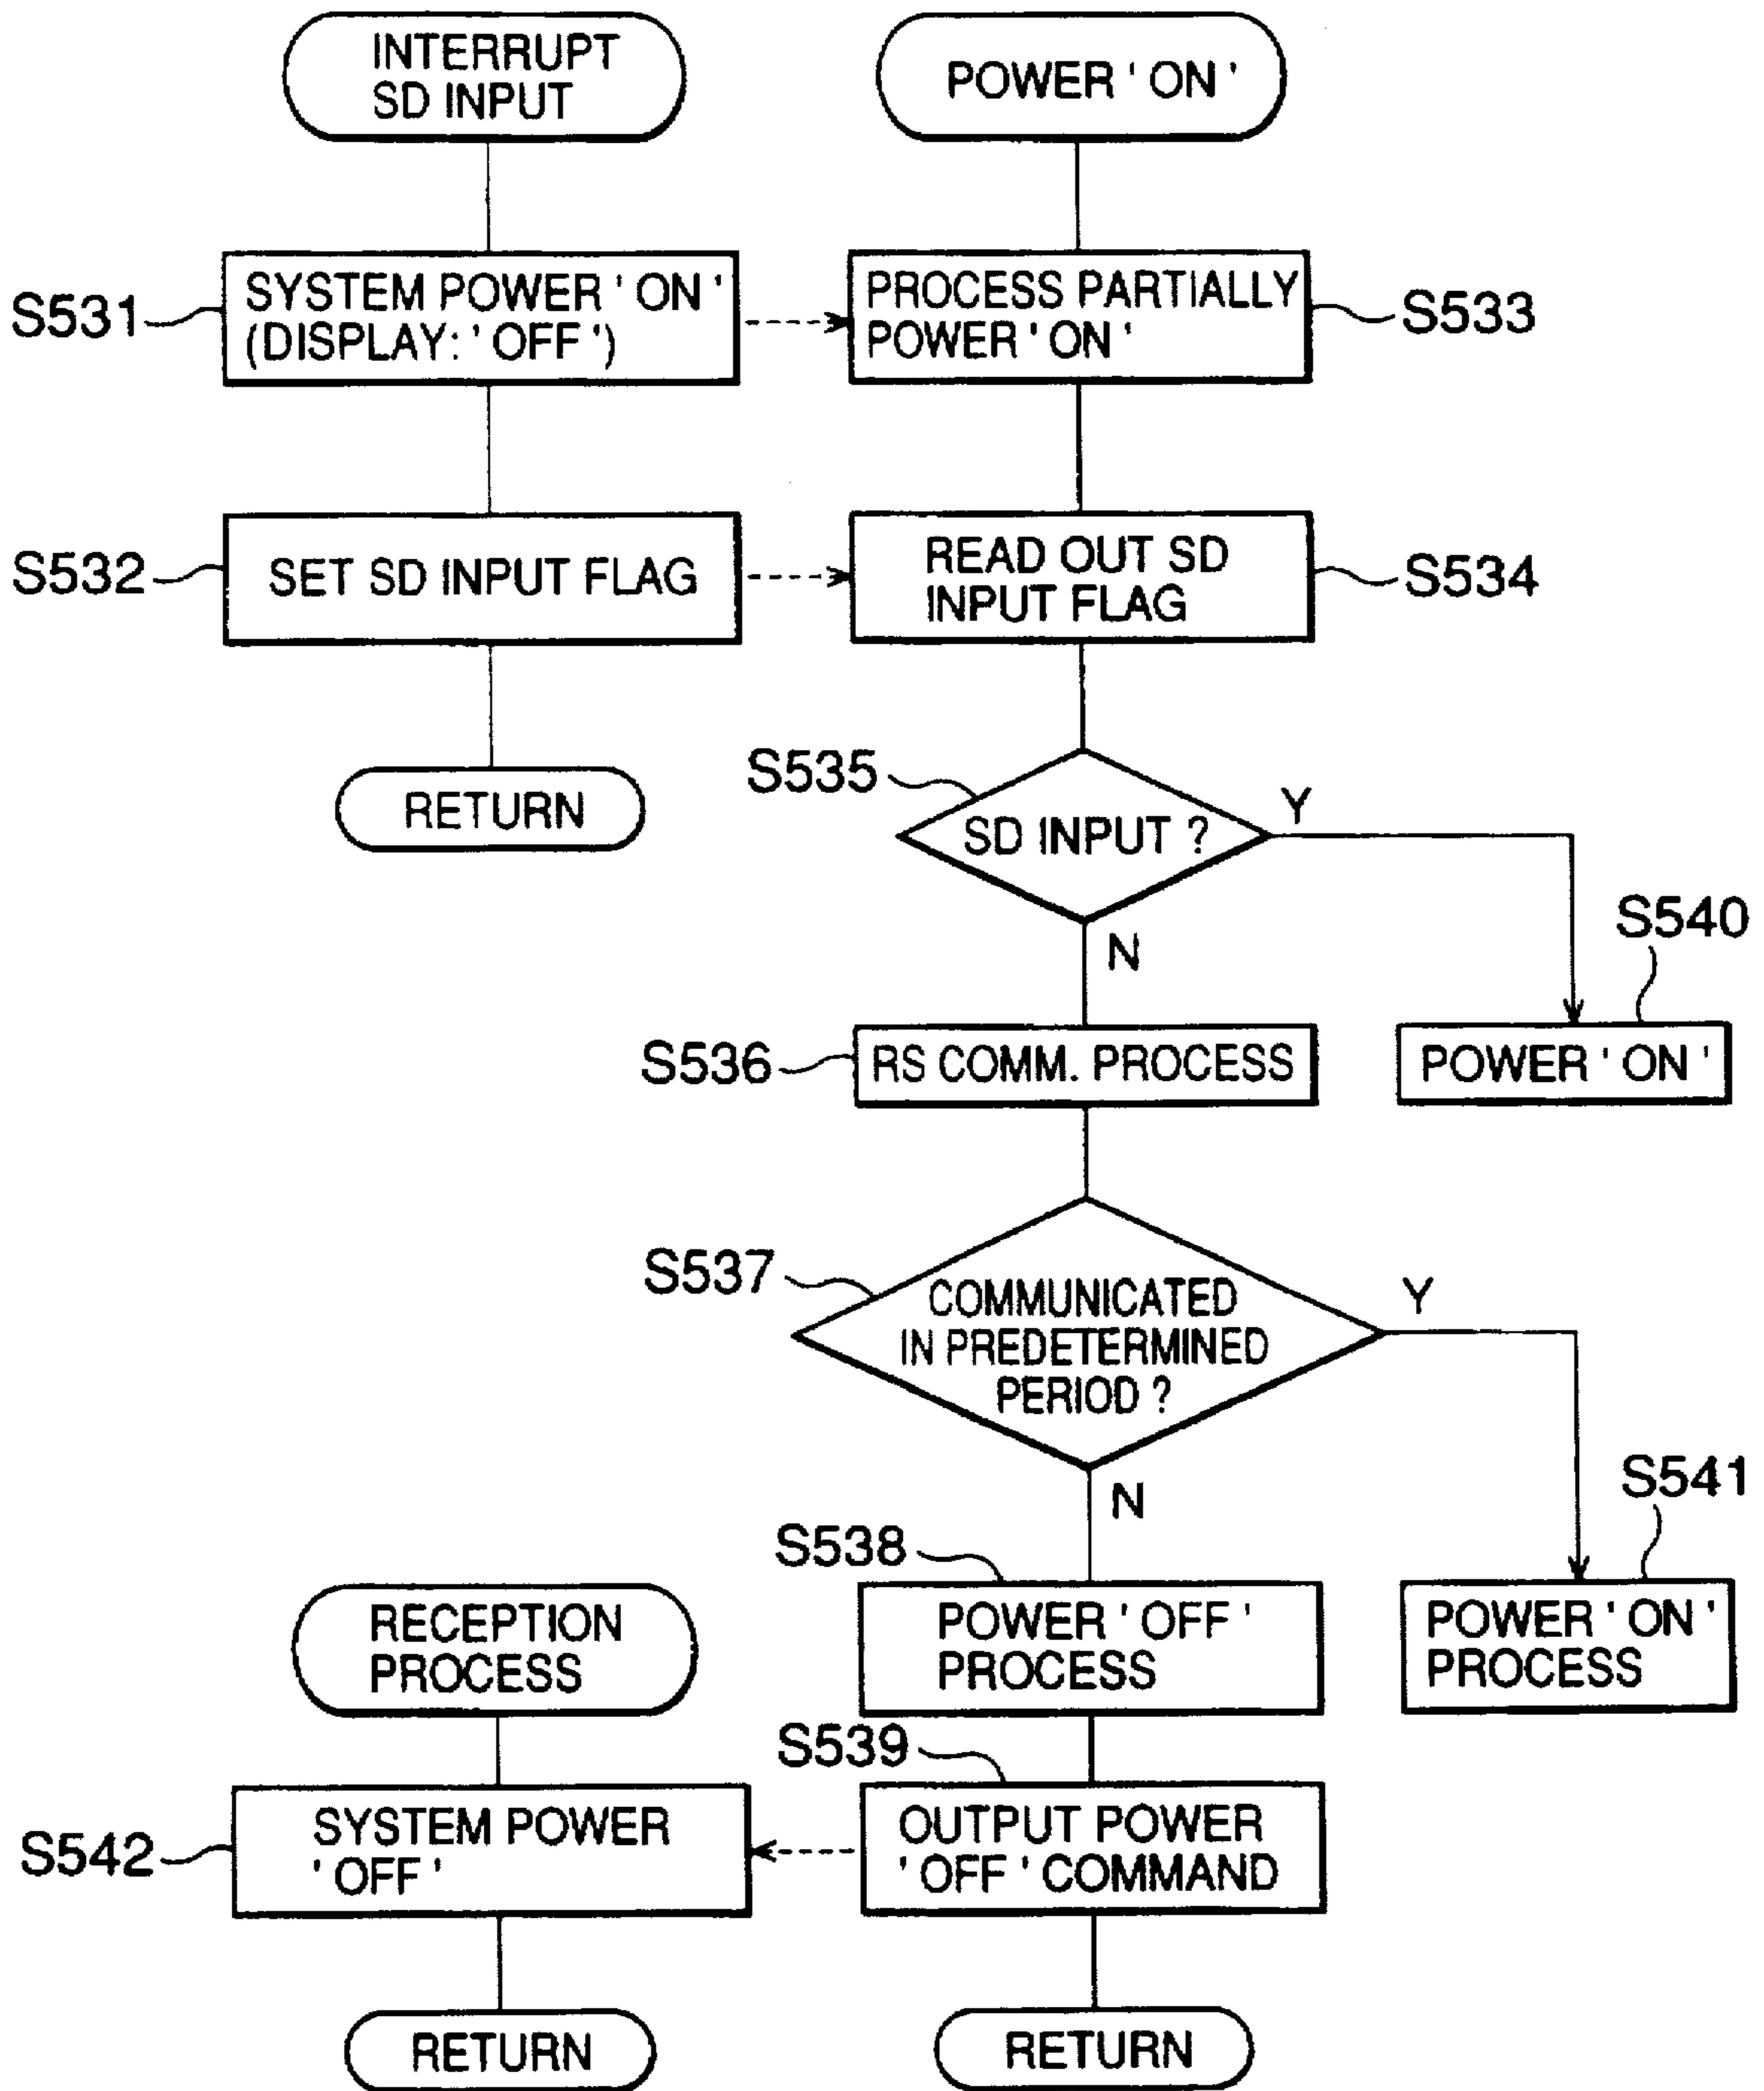 INTERRUPT
SD INPUT
POWER ' ON '
S531
SYSTEM POWER ' ON '
(DISPLAY: ' OFF ')
PROCESS PARTIALLY
POWER ' ON '
S533
S532
SET SD INPUT FLAG
READ OUT SD
INPUT FLAG
S534
RETURN
S535
SD INPUT ?
Y
N
S540
POWER ' ON '
S536
RS COMM. PROCESS
S537
COMMUNICATED
IN PREDETERMINED
PERIOD ?
Y
N
S541
POWER ' ON '
PROCESS
S538
POWER ' OFF '
PROCESS
RECEPTION
PROCESS
S539
OUTPUT POWER
' OFF ' COMMAND
S542
SYSTEM POWER
' OFF '
RETURN
RETURN